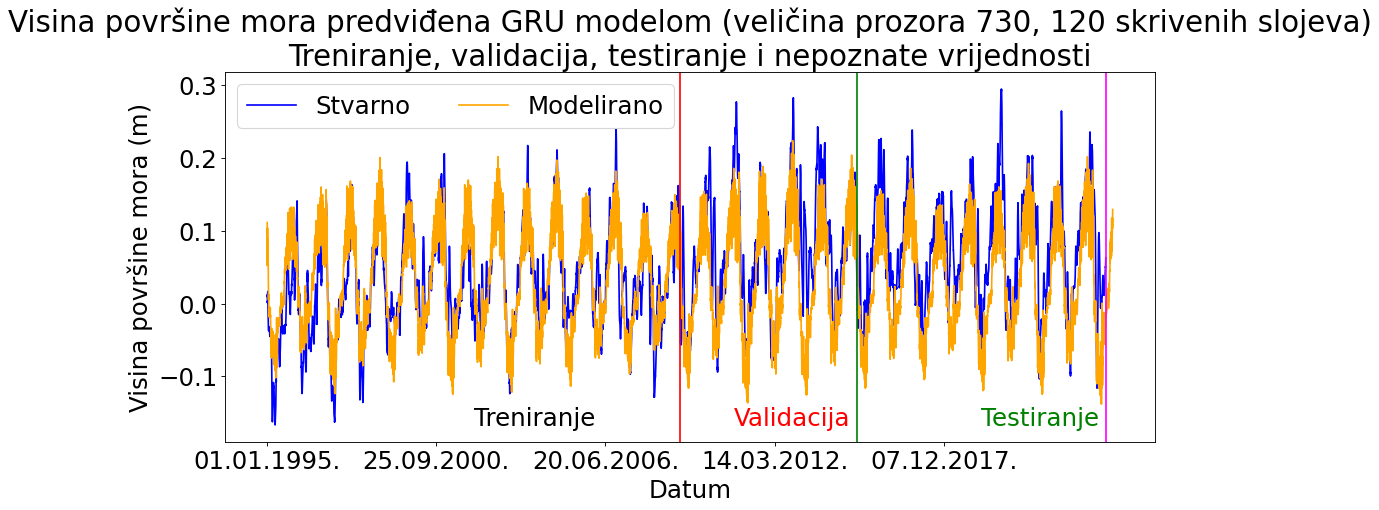 Visina površine mora predviđena GRU modelom (veličina prozora 730, 120 skrivenih slojeva)
Treniranje, validacija, testiranje i nepoznate vrijednosti
Stvarno
Modelirano
Visina površine mora (m)
0.3
0.2
0.1
0.0
−0.1
Treniranje
Validacija
Testiranje
01.01.1995.
25.09.2000.
20.06.2006.
14.03.2012.
07.12.2017.
Datum